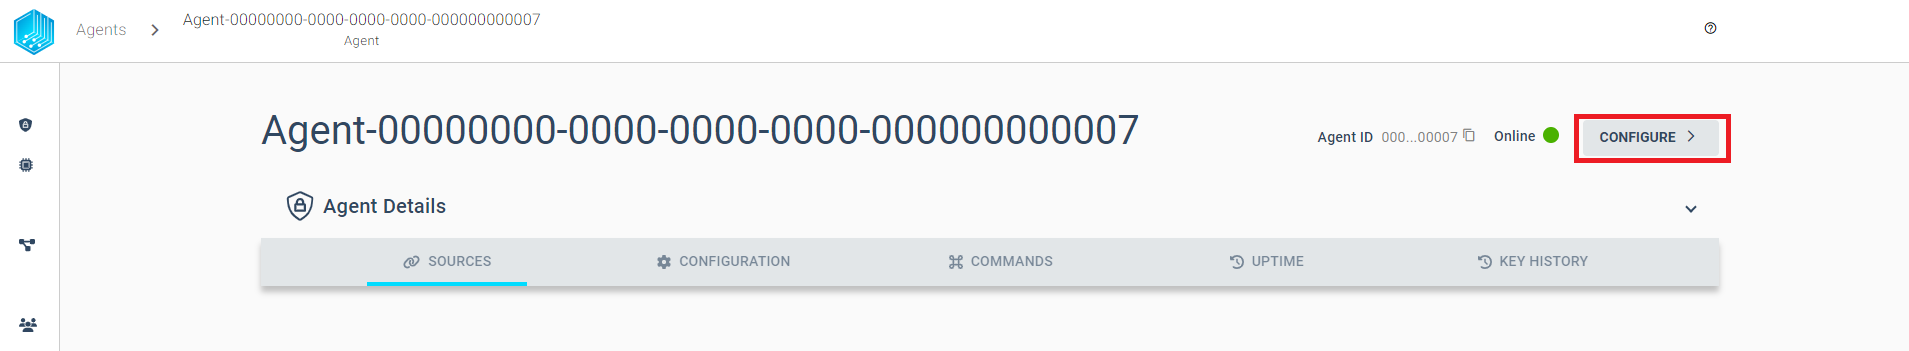 Agents
Agent-00000000-0000-0000-0000-000000000007
Agent
Agent-00000000-0000-0000-0000-000000000007
Agent ID 000...00007 Online
CONFIGURE
Agent Details
SOURCES CONFIGURATION COMMANDS UPTIME KEY HISTORY